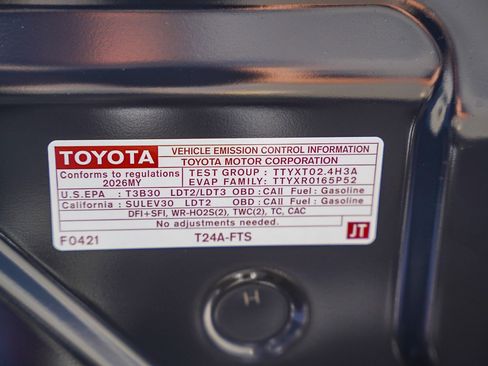 TOYOTA VEHICLE EMISSION CONTROL INFORMATION
TOYOTA MOTOR CORPORATION
Conforms to regulations
2026MY
TEST GROUP : TTYXT02.4H3A
EVAP FAMILY: TTYXR0165P52
U.S.EPA : T3B30 LDT2/LDT3 OBD : CAII Fuel : Gasoline
California : SULEV30 LDT2 OBD : CAII Fuel : Gasoline
DFI+SFI, WR-HO2S(2), TWC(2), TC, CAC
No adjustments needed.
F0421 T24A-FTS JT
H